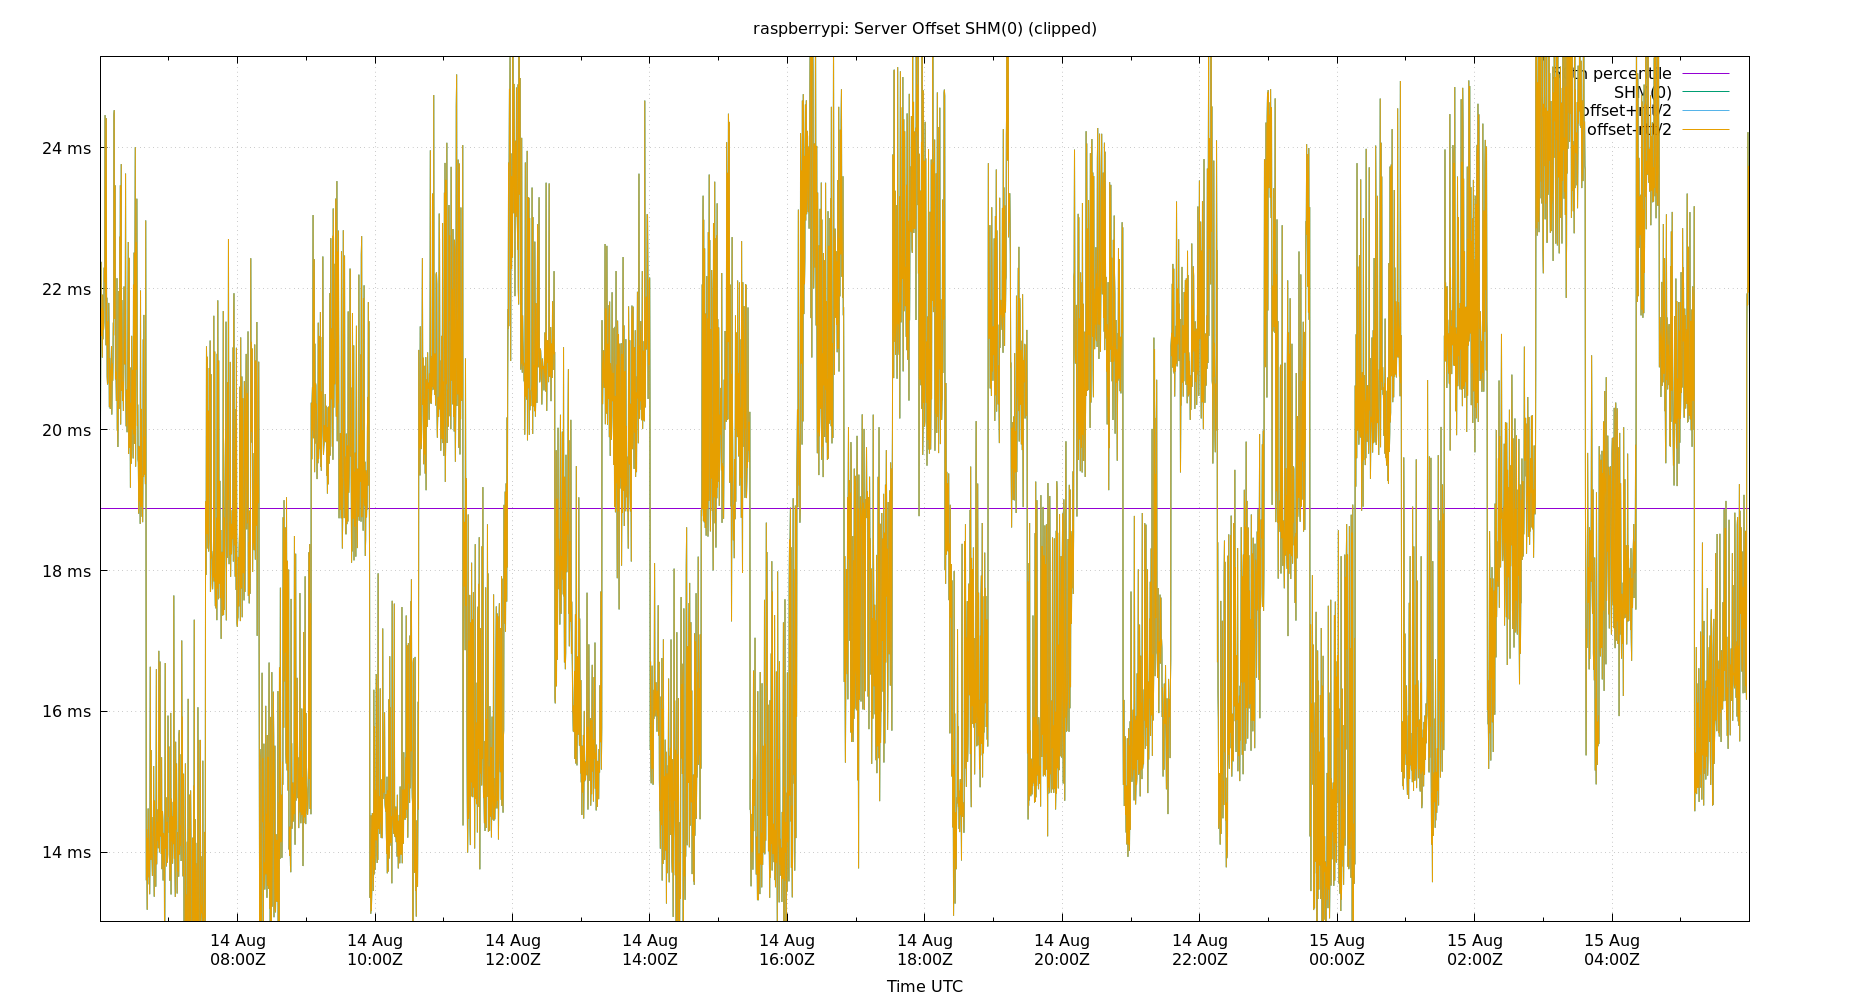 raspberrypi: Server Offset SHM(0) (clipped)
percentile
SHM(0)
offset+rtt/2
offset-rtt/2
24 ms
22 ms
20 ms
18 ms
16 ms
14 ms
14 Aug 14 Aug 14 Aug 14 Aug 14 Aug 14 Aug 14 Aug 14 Aug 15 Aug 15 Aug 15 Aug
08:00Z 10:00Z 12:00Z 14:00Z 16:00Z 18:00Z 20:00Z 22:00Z 00:00Z 02:00Z 04:00Z
Time UTC